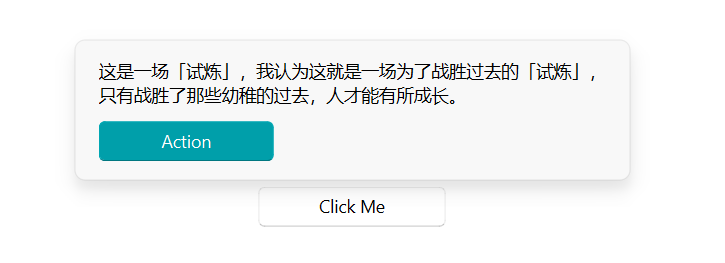 这是一场「试炼」，我认为这就是一场为了战胜过去的「试炼」，
只有战胜了那些幼稚的过去，人才能有所成长。
Action
Click Me